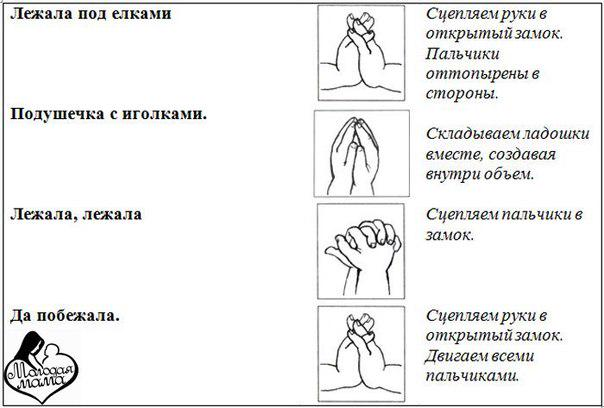 Лежала под елками
Сцепляем руки в
открытый замок.
Пальчики
оттопырены в
стороны.
Подушечка с иголками.
Складываем ладошки
вместе, создавая
внутри объем.
Лежала, лежала
Сцепляем пальчики в
замок.
Да побежала.
Сцепляем руки в
открытый замок.
Двигаем всеми
пальчиками.
Молодая
мама